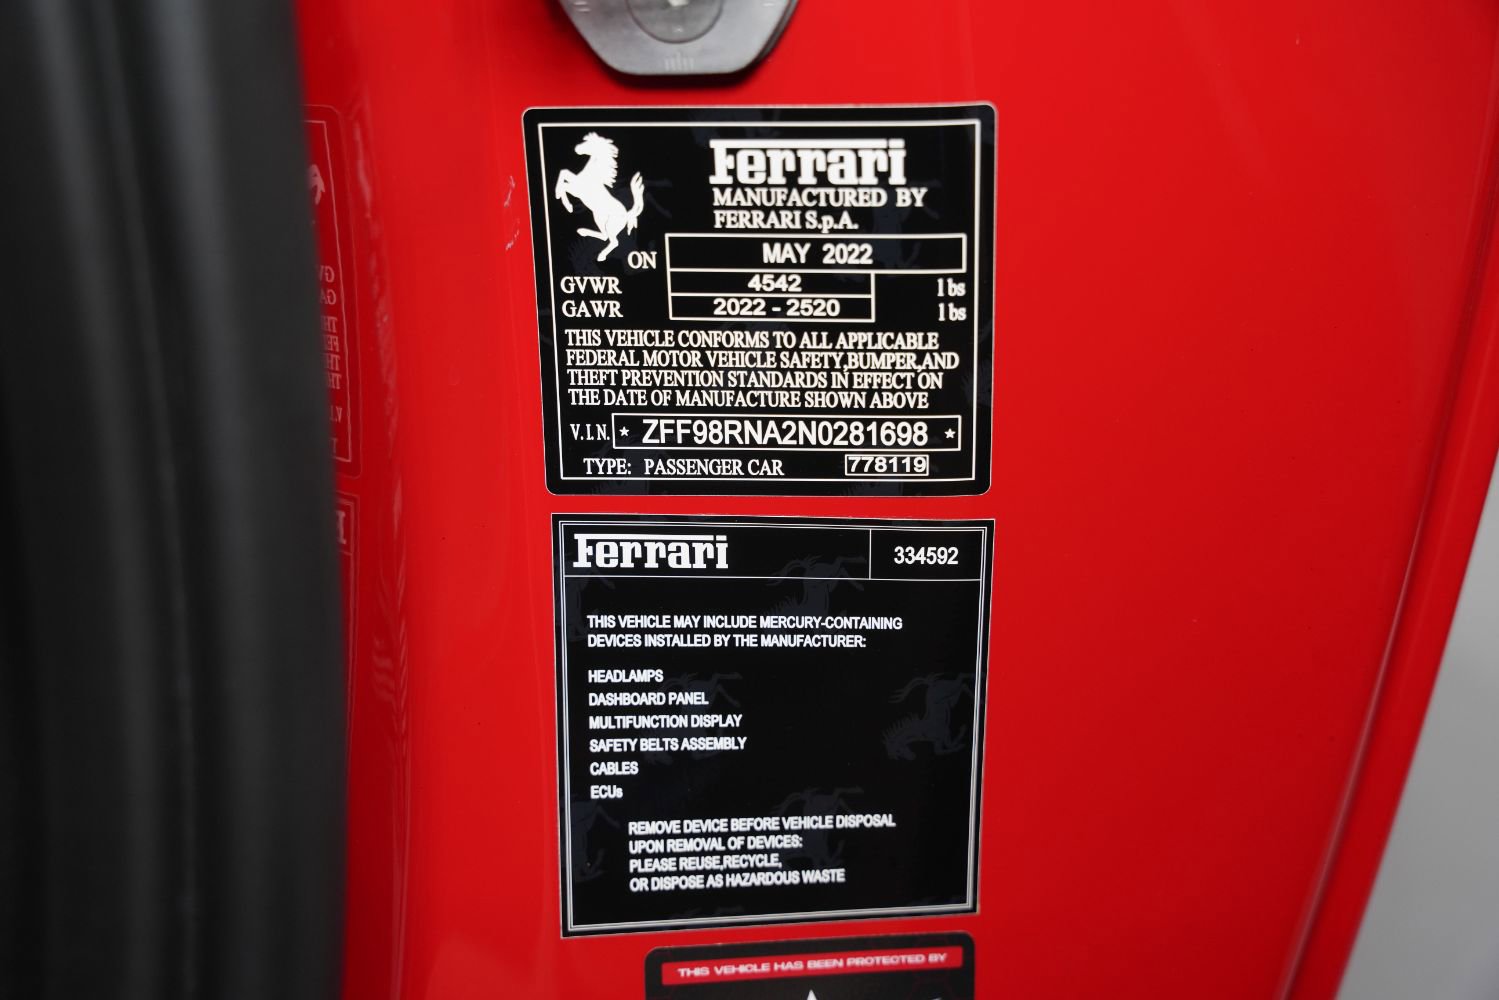 Ferrari
MANUFACTURED BY
FERRARI S.p.A.
ON MAY 2022
GVWR 4542 lbs
GAWR 2022 - 2520 lbs
THIS VEHICLE CONFORMS TO ALL APPLICABLE
FEDERAL MOTOR VEHICLE SAFETY,BUMPER,AND
THEFT PREVENTION STANDARDS IN EFFECT ON
THE DATE OF MANUFACTURE SHOWN ABOVE
V.I.N. ★ ZFF98RNA2N0281698 ★
TYPE: PASSENGER CAR 778119
Ferrari 334592
THIS VEHICLE MAY INCLUDE MERCURY-CONTAINING
DEVICES INSTALLED BY THE MANUFACTURER:
HEADLAMPS
DASHBOARD PANEL
MULTIFUNCTION DISPLAY
SAFETY BELTS ASSEMBLY
CABLES
ECUs
REMOVE DEVICE BEFORE VEHICLE DISPOSAL
UPON REMOVAL OF DEVICES:
PLEASE REUSE,RECYCLE,
OR DISPOSE AS HAZARDOUS WASTE
THIS VEHICLE HAS BEEN PROTECTED BY